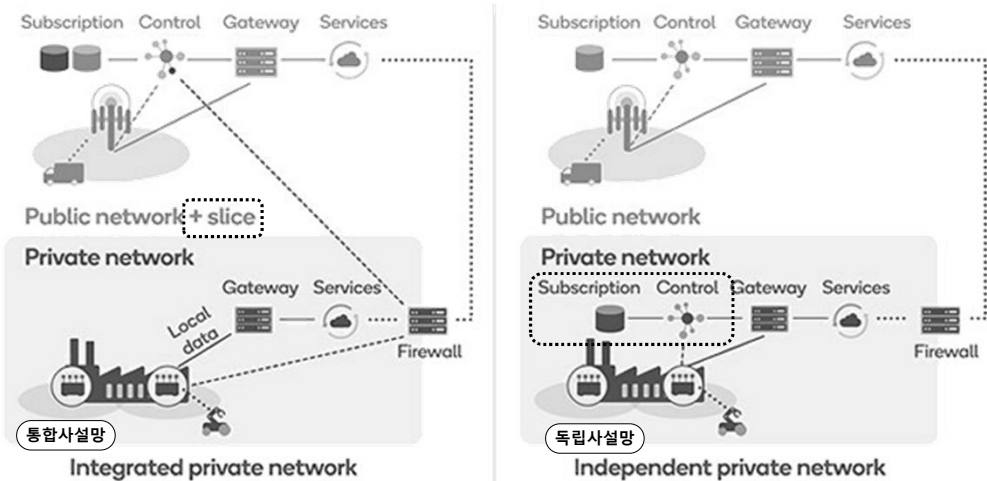 Subscription Control Gateway Services
Public network + slice
Private network
Gateway Services
Local data
Firewall
통합사설망
Integrated private network
Subscription Control Gateway Services
Public network
Private network
Subscription Control Gateway Services
Firewall
독립사설망
Independent private network